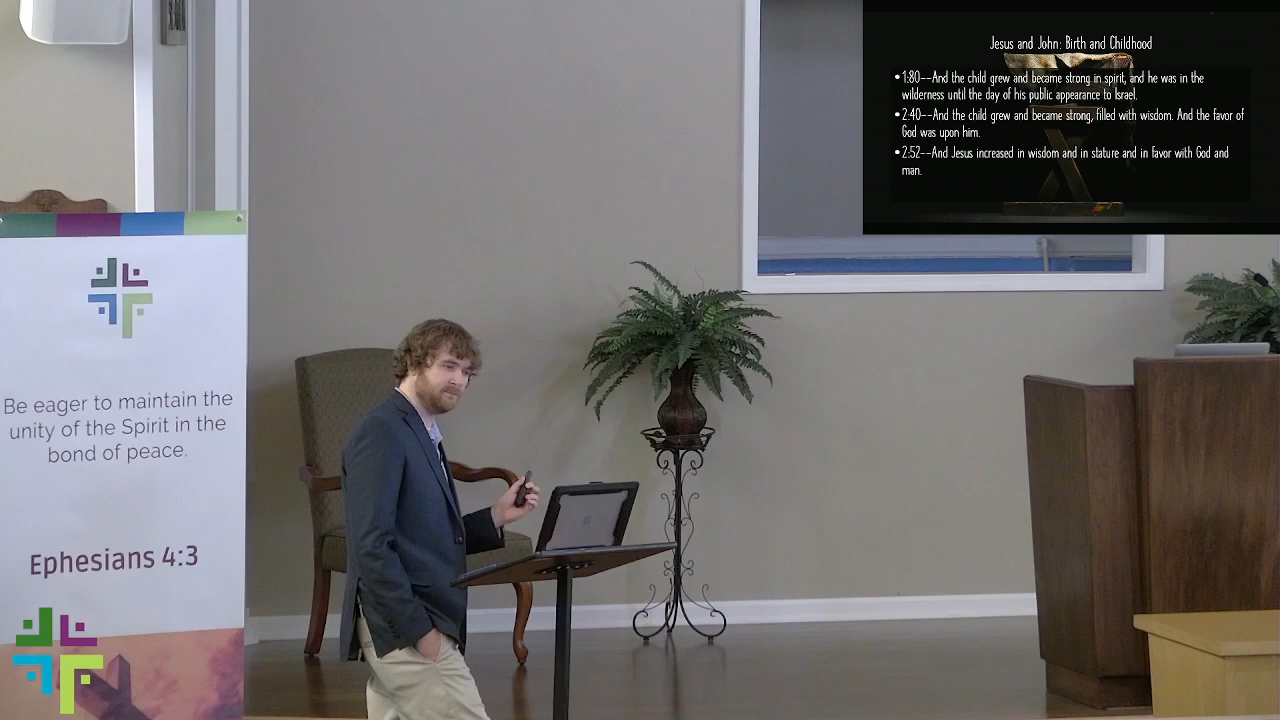 Jesus and John: Birth and Childhood
• 1:80--And the child grew and became strong in spirit, and he was in the
wilderness until the day of his public appearance to Israel.
• 2:40--And the child grew and became strong, filled with wisdom. And the favor of
God was upon him.
• 2:52--And Jesus increased in wisdom and in stature and in favor with God and
man.
Be eager to maintain the
unity of the Spirit in the
bond of peace.
Ephesians 4:3